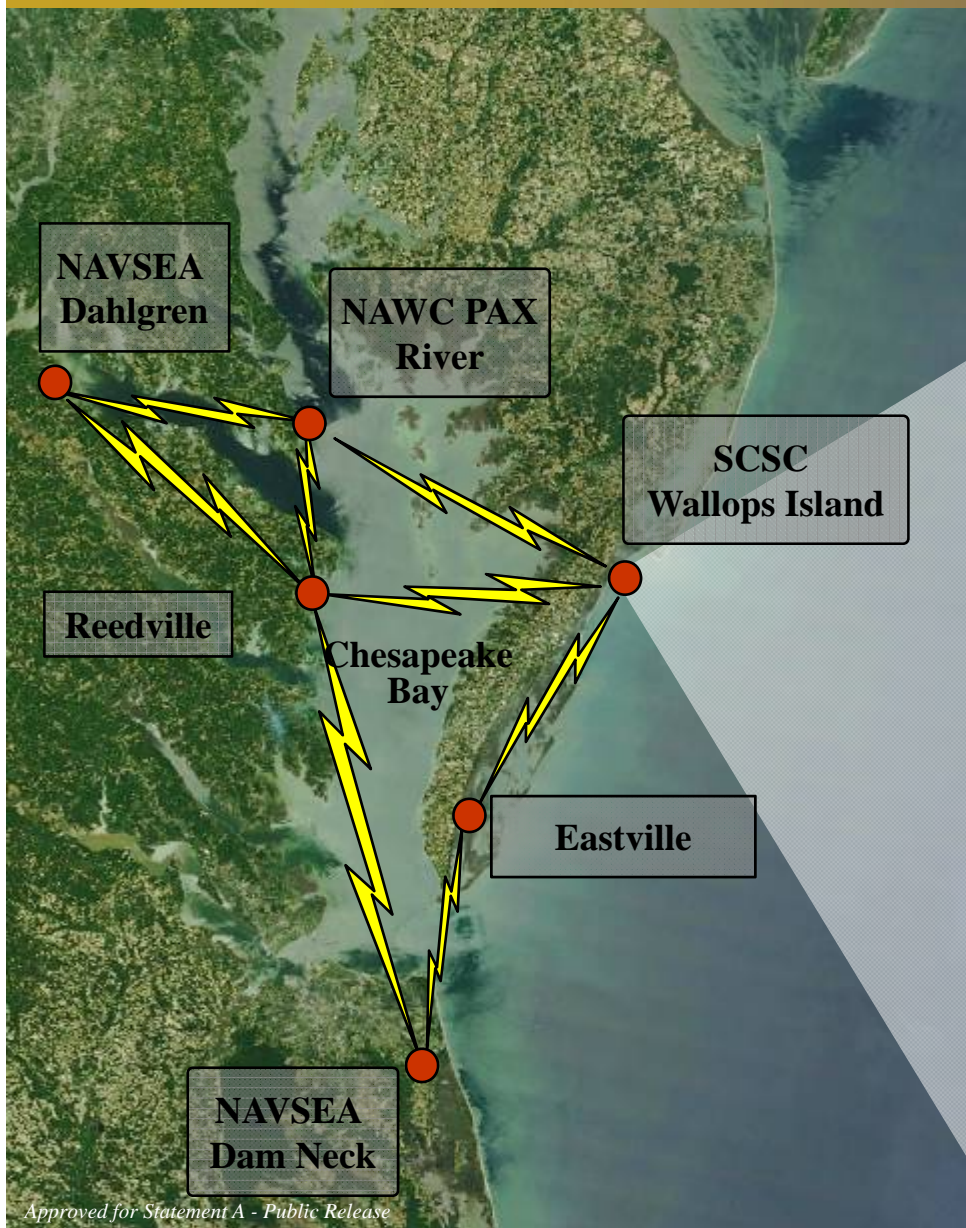 NAVSEA
Dahlgren
NAWC PAX
River
SCSC
Wallops Island
Reedville
Chesapeake
Bay
Eastville
NAVSEA
Dam Neck
Approved for Statement A - Public Release